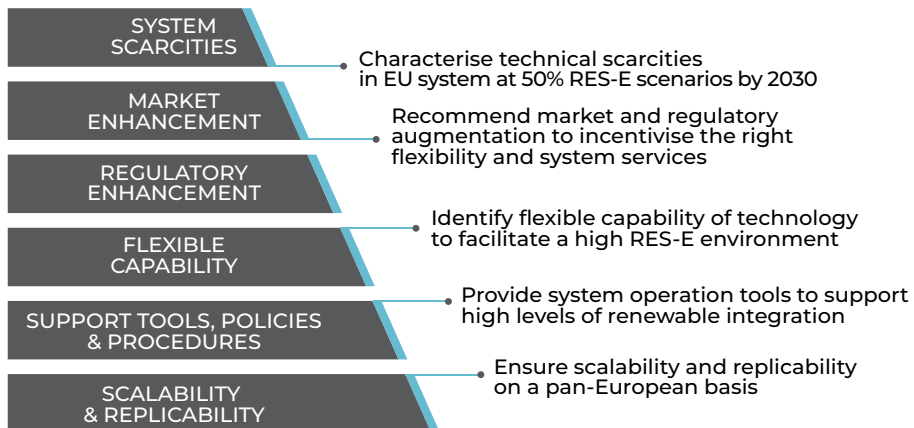 SYSTEM
SCARCITIES
Characterise technical scarcities
in EU system at 50% RES-E scenarios by 2030
MARKET
ENHANCEMENT
Recommend market and regulatory
augmentation to incentivise the right
flexibility and system services
REGULATORY
ENHANCEMENT
Identify flexible capability of technology
to facilitate a high RES-E environment
FLEXIBLE
CAPABILITY
Provide system operation tools to support
high levels of renewable integration
SUPPORT TOOLS, POLICIES
& PROCEDURES
Ensure scalability and replicability
on a pan-European basis
SCALABILITY
& REPLICABILITY